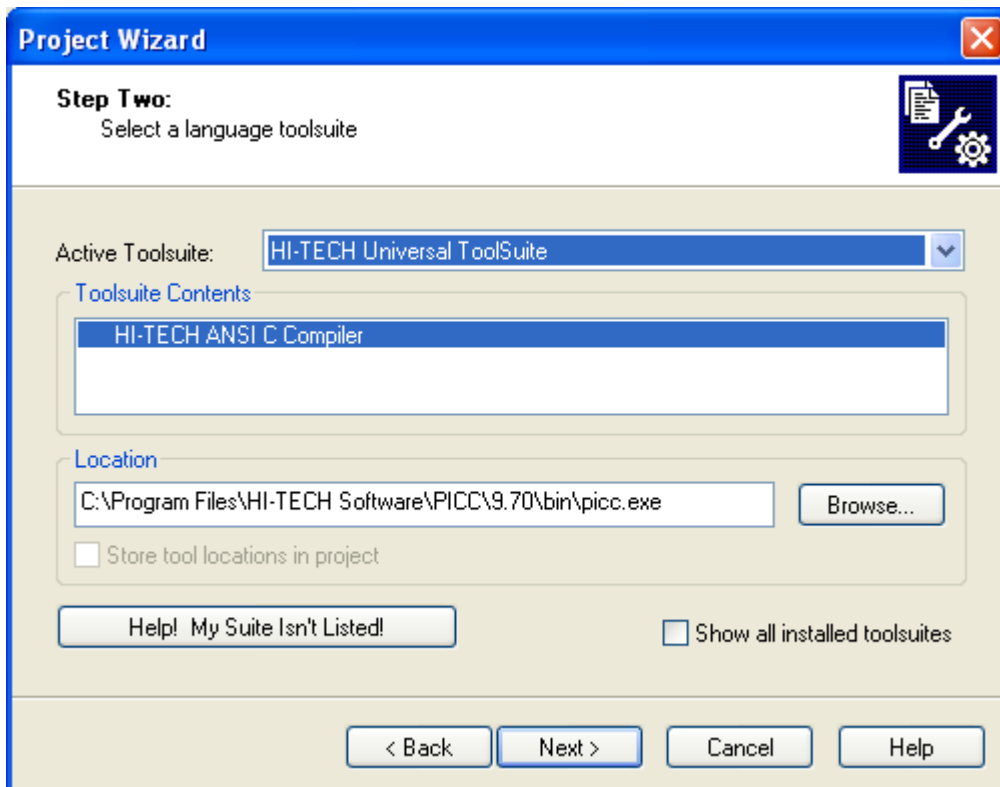 Project Wizard
Step Two:
Select a language toolsuite
Active Toolsuite:
HI-TECH Universal ToolSuite
Toolsuite Contents
HI-TECH ANSI C Compiler
Location
C:\Program Files\HI-TECH Software\PICC\9.70\bin\picc.exe
Browse...
Store tool locations in project
Help! My Suite Isn't Listed!
Show all installed toolsuites
< Back
Next >
Cancel
Help